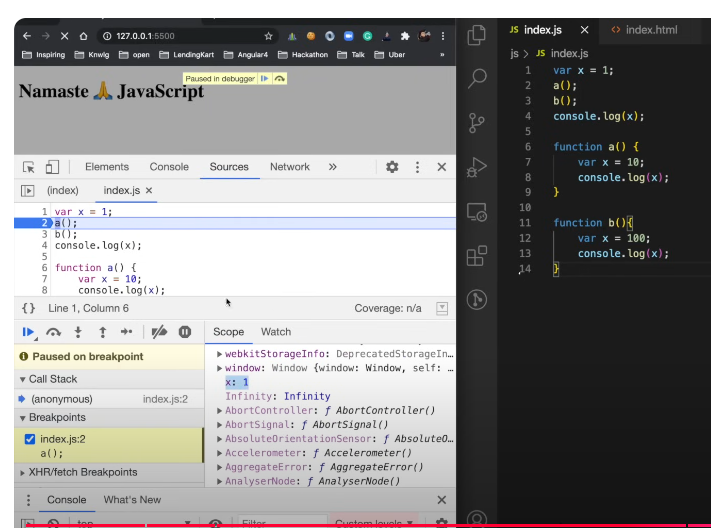 127.0.0.1:5500
Inspiring Knwig open LendingKart Angular4 Hackathon Talk Uber »
Paused in debugger
Namaste 🙏 JavaScript
Elements Console Sources Network »
(index) index.js ×
1 var x = 1;
2 a();
3 b();
4 console.log(x);
5
6 function a() {
7 var x = 10;
8 console.log(x);
{} Line 1, Column 6 Coverage: n/a
Scope Watch
Paused on breakpoint
Call Stack
(anonymous) index.js:2
Breakpoints
index.js:2
a();
XHR/fetch Breakpoints
webkitStorageInfo: DeprecatedStorageIn…
window: Window {window: Window, self: …
x: 1
Infinity: Infinity
AbortController: ƒ AbortController()
AbortSignal: ƒ AbortSignal()
AbsoluteOrientationSensor: ƒ AbsoluteO…
Accelerometer: ƒ Accelerometer()
AggregateError: ƒ AggregateError()
AnalyserNode: ƒ AnalyserNode()
Console What's New ×
top Filter Custom levels
JS index.js × <> index.html
js > JS index.js
1 var x = 1;
2 a();
3 b();
4 console.log(x);
5
6 function a() {
7 var x = 10;
8 console.log(x);
9 }
10
11 function b(){
12 var x = 100;
13 console.log(x);
14 }